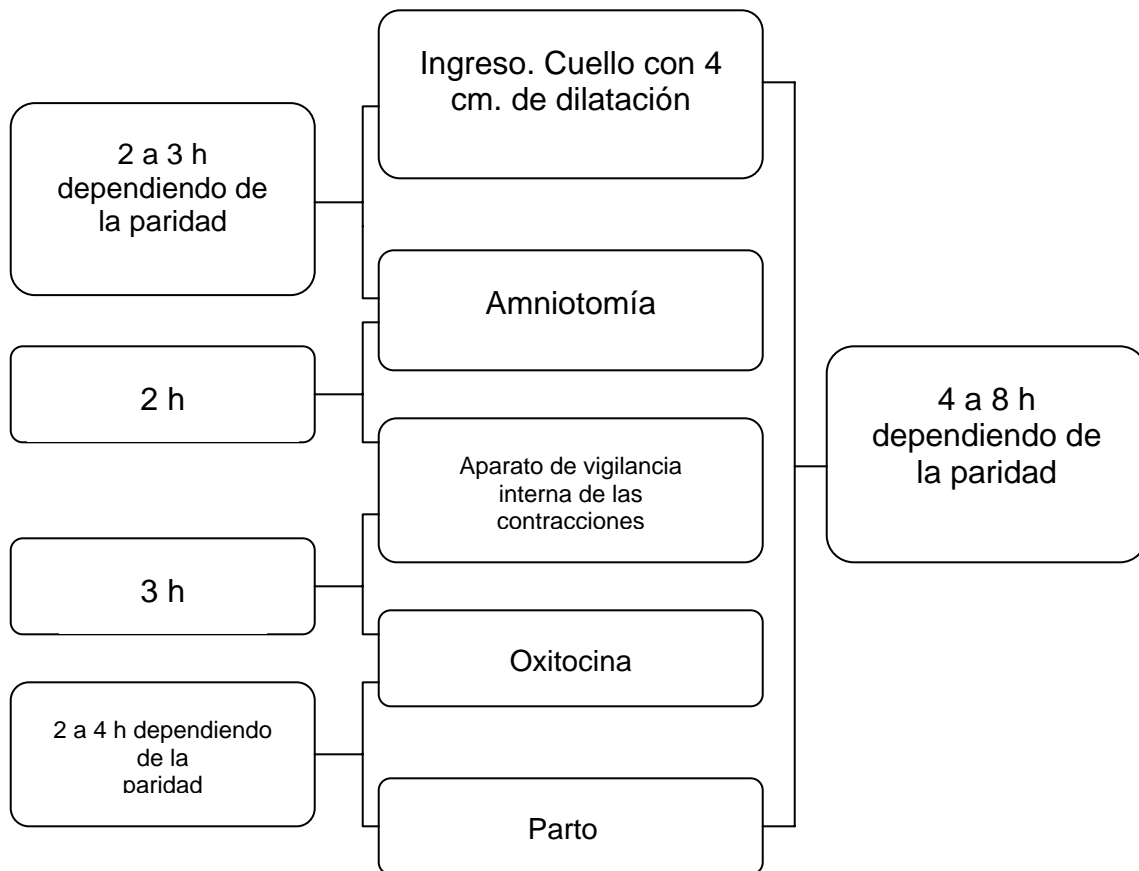 Ingreso. Cuello con 4
cm. de dilatación
2 a 3 h
dependiendo de
la paridad
Amniotomía
2 h
4 a 8 h
dependiendo de
la paridad
Aparato de vigilancia
interna de las
contracciones
3 h
Oxitocina
2 a 4 h dependiendo
de la
paridad
Parto